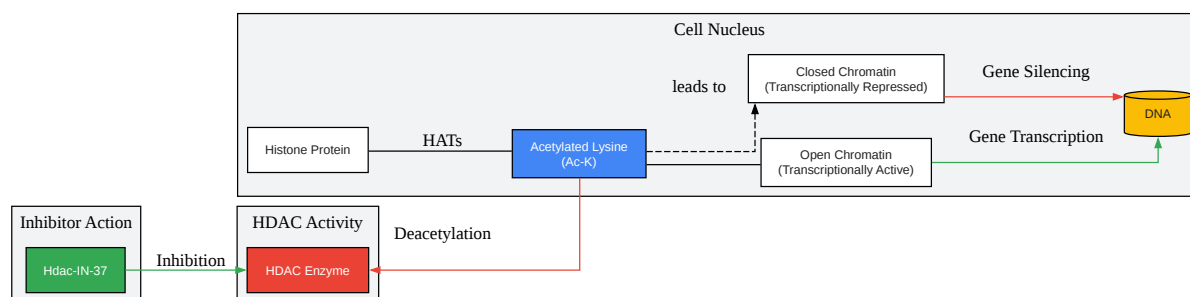 Cell Nucleus
Closed Chromatin
(Transcriptionally Repressed)
Gene Silencing
leads to
DNA
Gene Transcription
Histone Protein
HATs
Acetylated Lysine
(Ac-K)
Open Chromatin
(Transcriptionally Active)
Inhibitor Action
HDAC Activity
Deacetylation
Hdac-IN-37
Inhibition
HDAC Enzyme